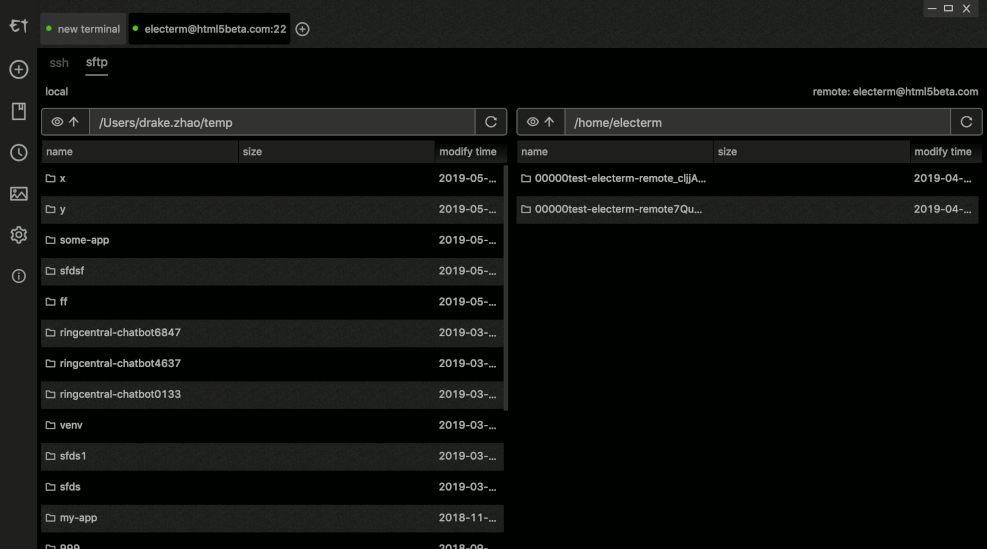 new terminal electerm@html5beta.com:22
ssh sftp
local remote: electerm@html5beta.com
/Users/drake.zhao/temp /home/electerm
name size modify time name size modify time
x 2019-05-... 00000test-electerm-remote_cljjA... 2019-04-...
y 2019-05-... 00000test-electerm-remote7Qu... 2019-04-...
some-app 2019-05-...
sfdsf 2019-05-...
ff 2019-05-...
ringcentral-chatbot6847 2019-03-...
ringcentral-chatbot4637 2019-03-...
ringcentral-chatbot0133 2019-03-...
venv 2019-03-...
sfds1 2019-03-...
sfds 2019-03-...
my-app 2018-11-...
999 2018-09-...